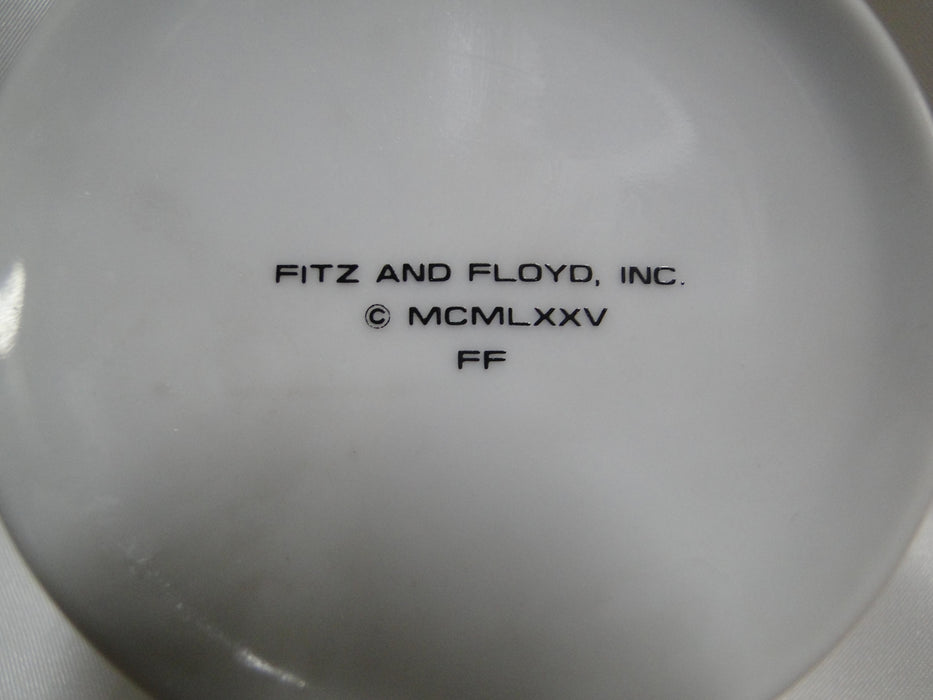 FITZ AND FLOYD, INC.
© MCMLXXV
FF